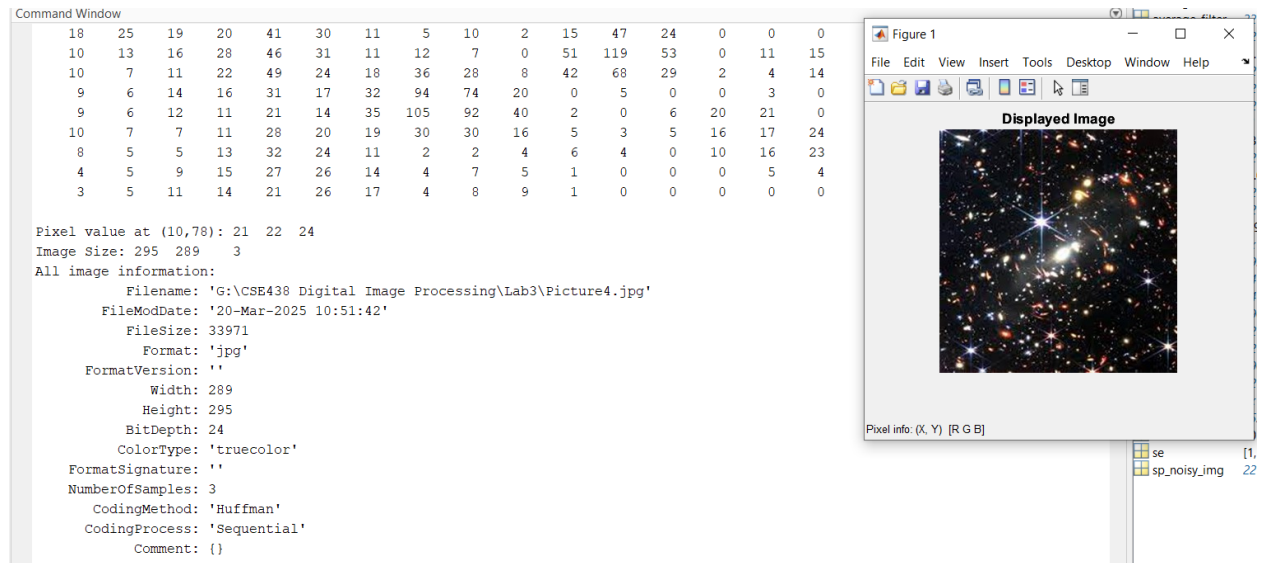 Command Window
18 25 19 20 41 30 11 5 10 2 15 47 24 0 0 0
10 13 16 28 46 31 11 12 7 0 51 119 53 0 11 15
10 7 11 22 49 24 18 36 28 8 42 68 29 2 4 14
9 6 14 16 31 17 32 94 74 20 0 5 0 0 3 0
9 6 12 11 21 14 35 105 92 40 2 0 6 20 21 0
10 7 7 11 28 20 19 30 30 16 5 3 5 16 17 24
8 5 5 13 32 24 11 2 2 4 6 4 0 10 16 23
4 5 9 15 27 26 14 4 7 5 1 0 0 0 5 4
3 5 11 14 21 26 17 4 8 9 1 0 0 0 0 0
Pixel value at (10,78): 21 22 24
Image Size: 295 289 3
All image information:
Filename: 'G:\CSE438 Digital Image Processing\Lab3\Picture4.jpg'
FileModDate: '20-Mar-2025 10:51:42'
FileSize: 33971
Format: 'jpg'
FormatVersion: ''
Width: 289
Height: 295
BitDepth: 24
ColorType: 'truecolor'
FormatSignature: ''
NumberOfSamples: 3
CodingMethod: 'Huffman'
CodingProcess: 'Sequential'
Comment: {}
Figure 1
File Edit View Insert Tools Desktop Window Help
Displayed Image
Pixel info: (X, Y) [R G B]
se [1,
sp_noisy_img 22